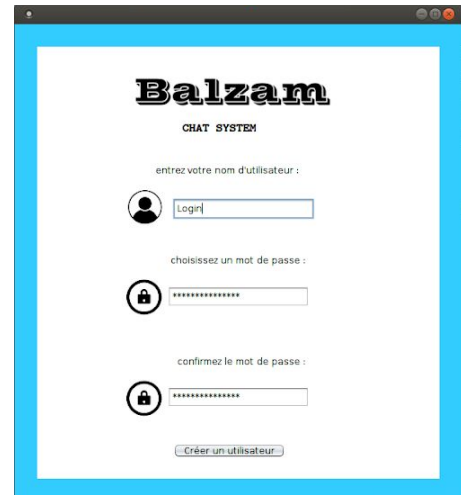 Balzam
CHAT SYSTEM
entrez votre nom d'utilisateur :
Login
choisissez un mot de passe :
***************
confirmez le mot de passe :
***************
Créer un utilisateur